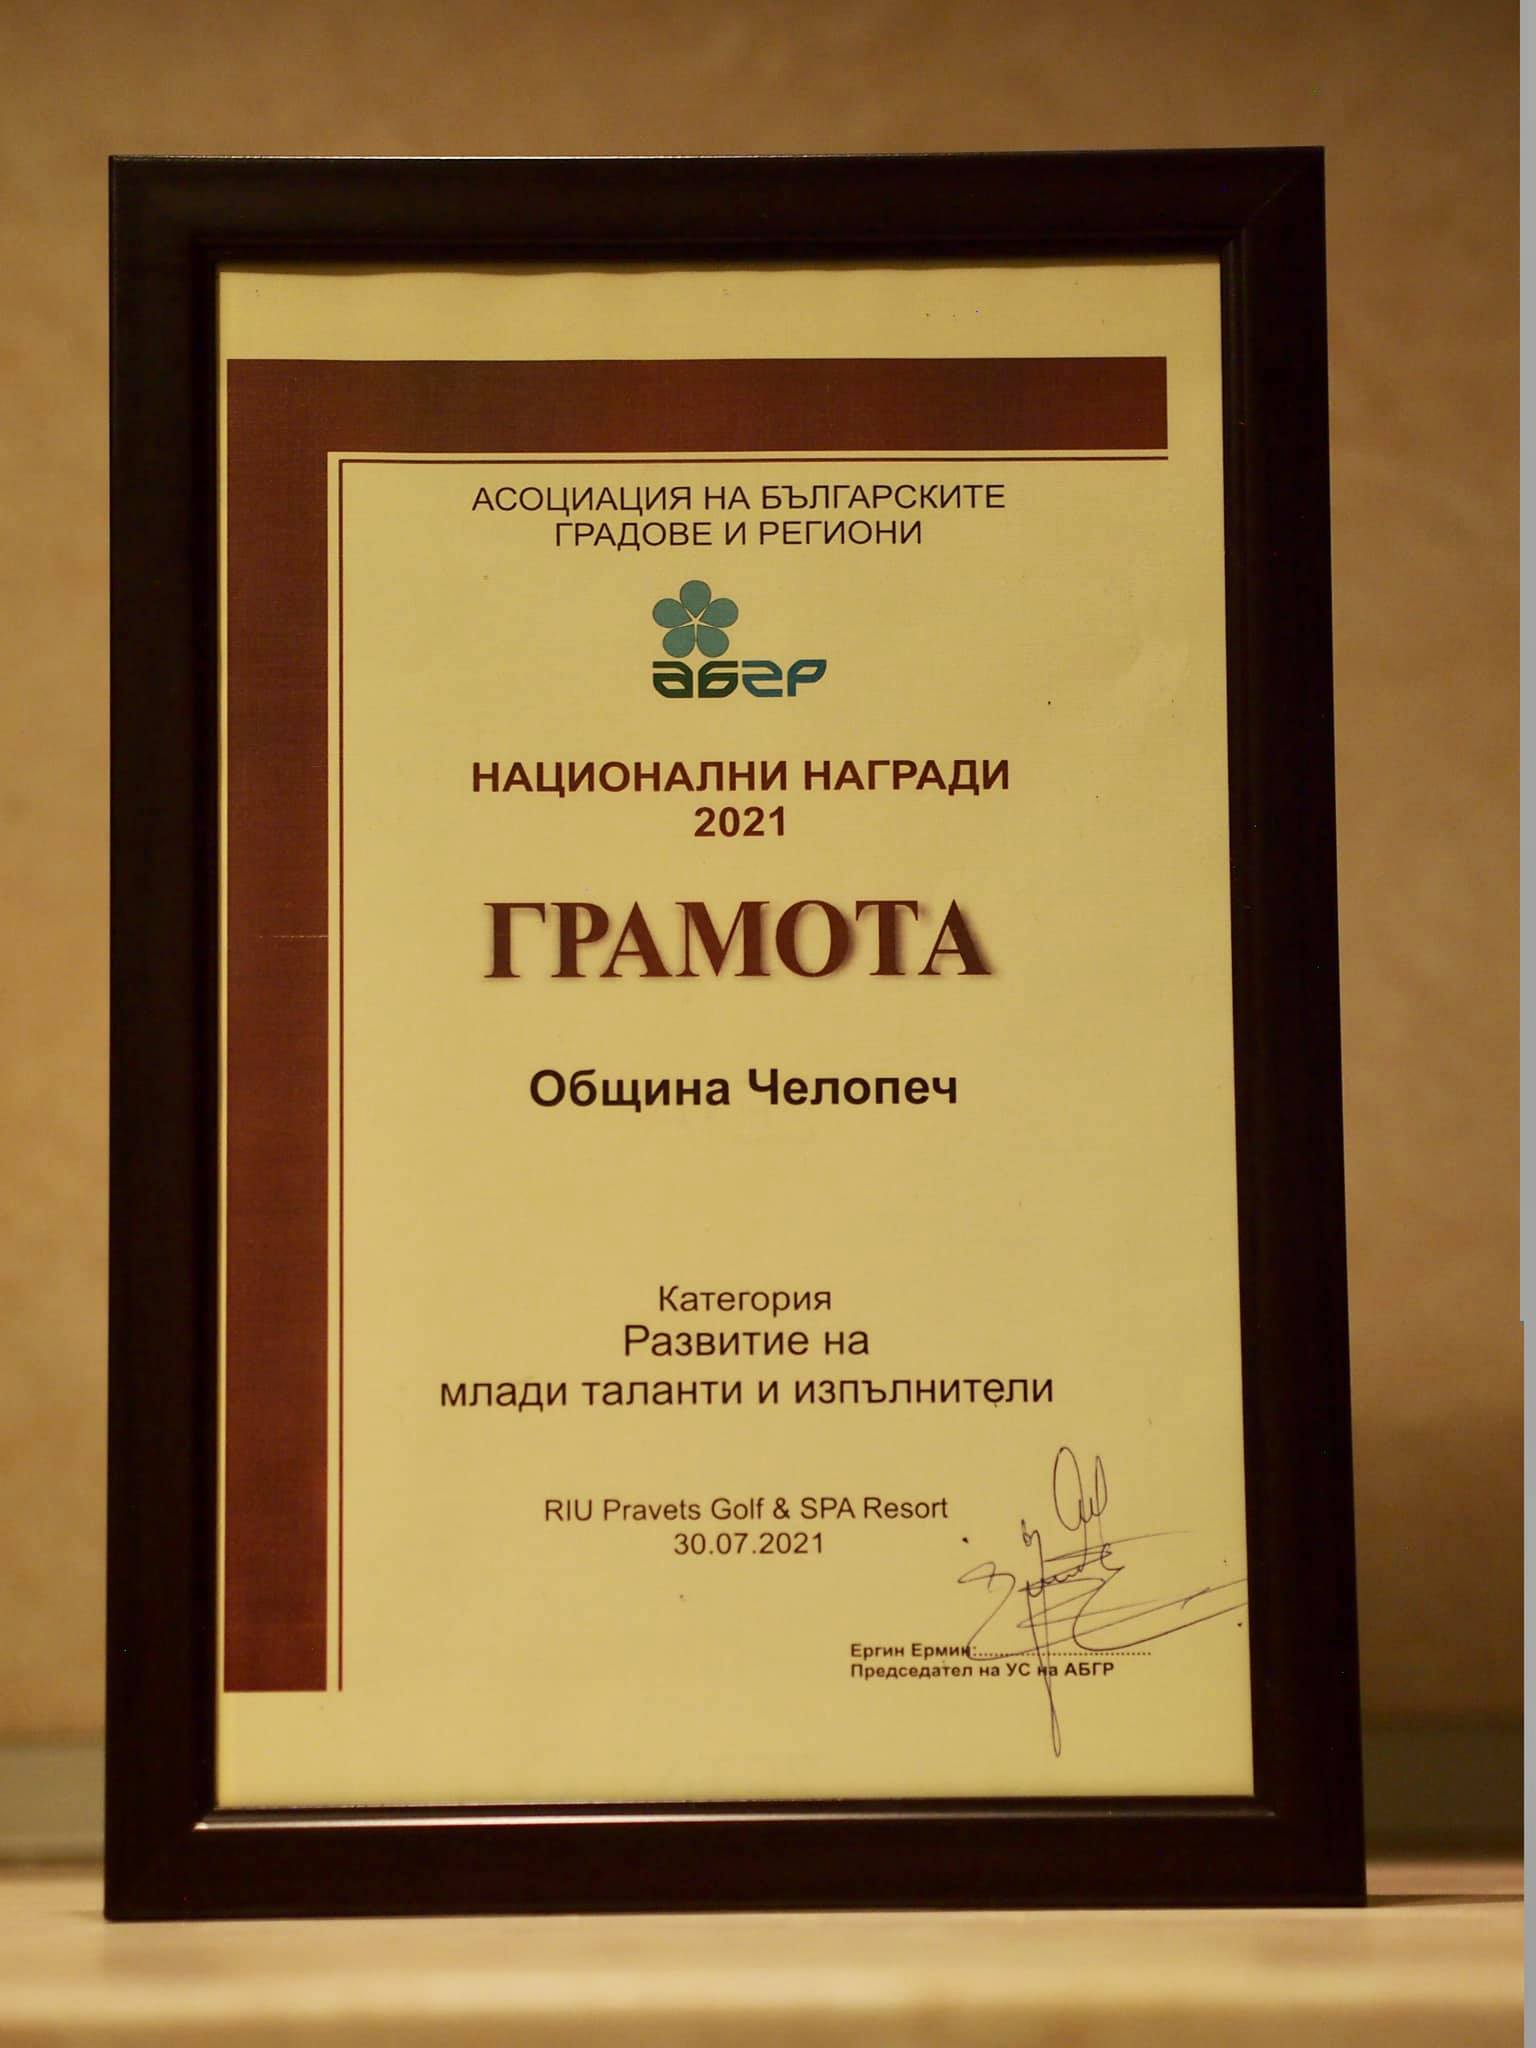 АСОЦИАЦИЯ НА БЪЛГАРСКИТЕ
ГРАДОВЕ И РЕГИОНИ
абгр
НАЦИОНАЛНИ НАГРАДИ
2021
ГРАМОТА
Община Челопеч
Категория
Развитие на
млади таланти и изпълнители
RIU Pravets Golf & SPA Resort
30.07.2021
Ергин Ермин:..............................
Председател на УС на АБГР